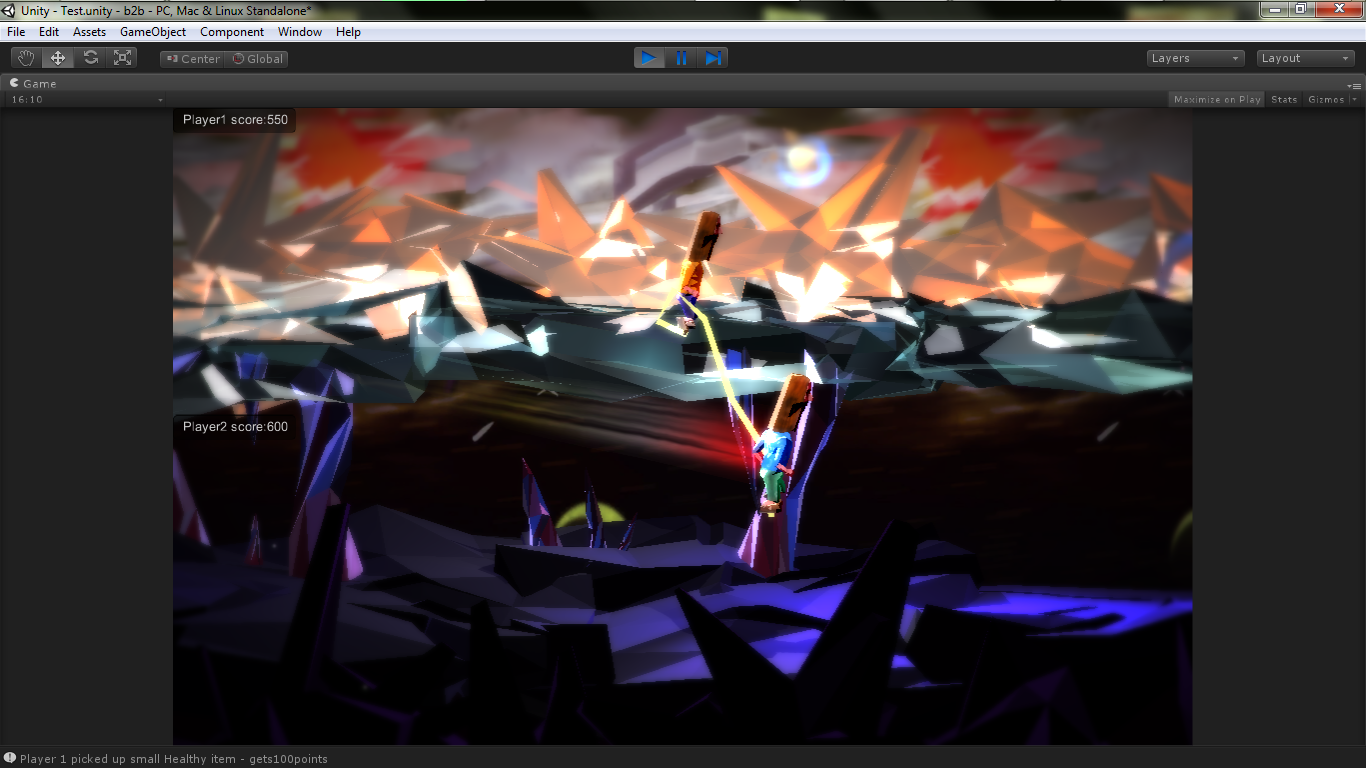 Unity - Test.unity - b2b - PC, Mac & Linux Standalone*
File Edit Assets GameObject Component Window Help
Center Global Layers Layout
Game
16:10 Maximize on Play Stats Gizmos
Player1 score:550
Player2 score:600
Player 1 picked up small Healthy item - gets100points